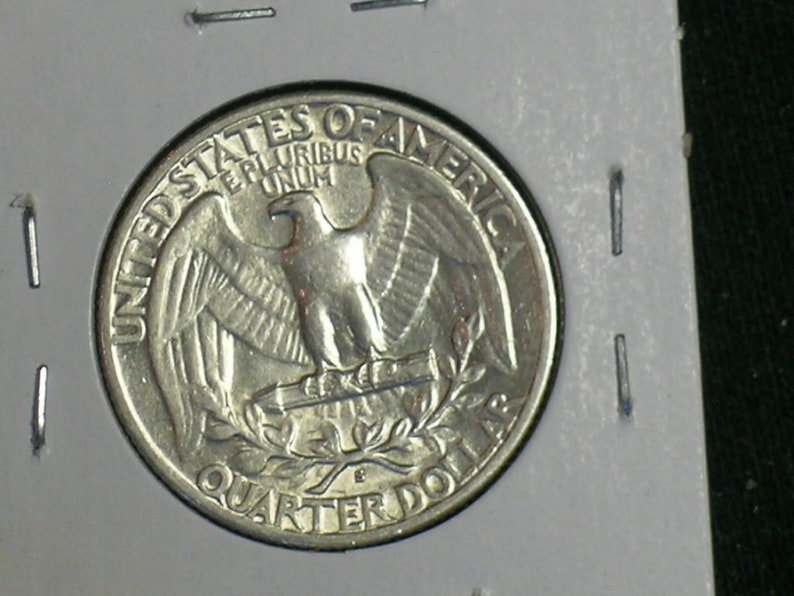 UNITED STATES OF AMERICA
E PLURIBUS
UNUM
S
QUARTER DOLLAR